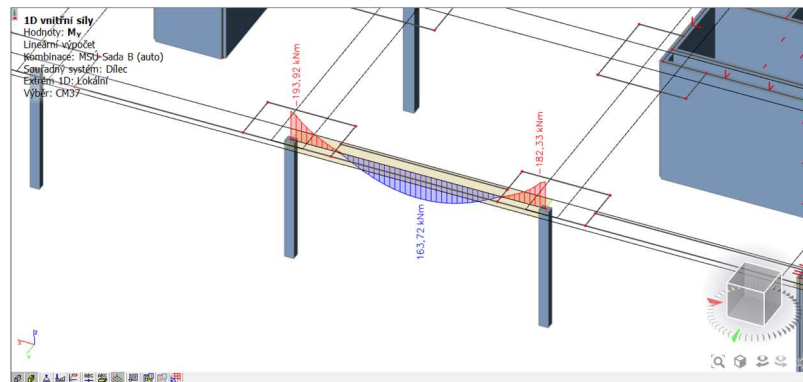 1D vnitřní síly
Hodnoty: My
Lineární výpočet
Kombinace: MSÚ-Sada B (auto)
Souřadný systém: Dílec
Extrém 1D: Lokální
Výběr: CM37
-193,92 kNm
-182,33 kNm
163,72 kNm